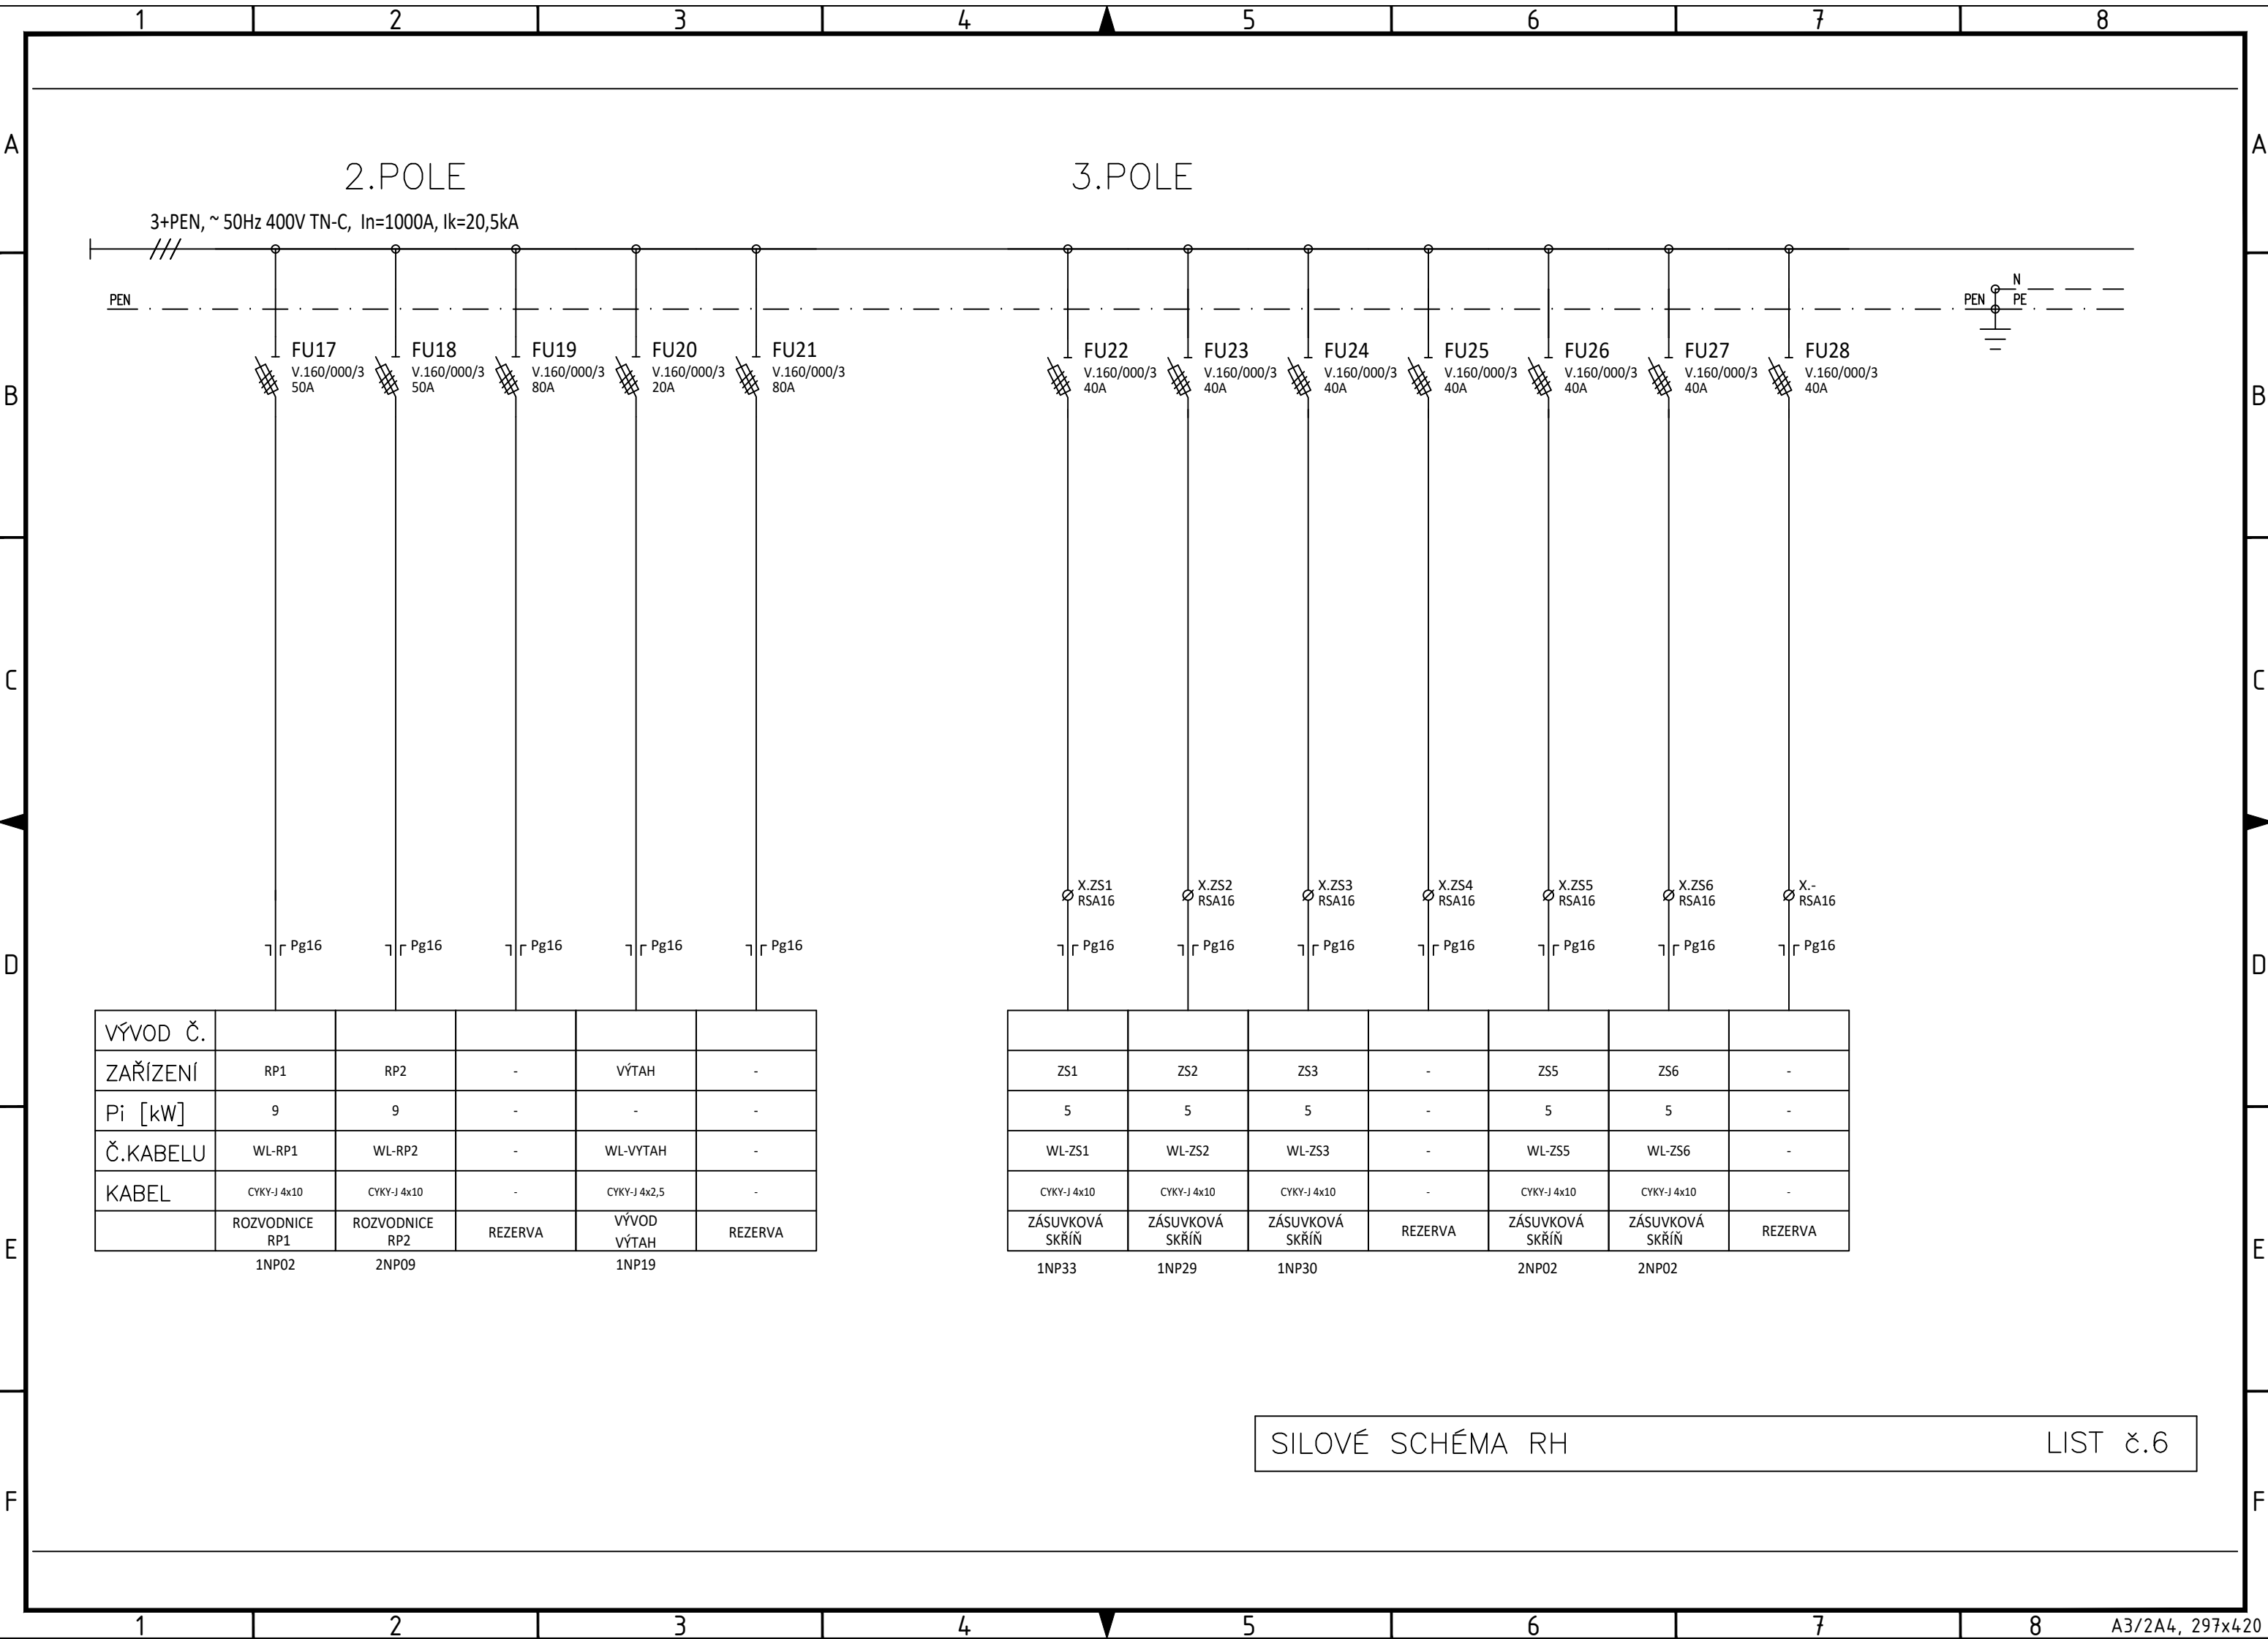 1 2 3 4 5 6 7 8
A A
2.POLE 3.POLE
3+PEN, ~ 50Hz 400V TN-C, In=1000A, Ik=20,5kA
N
PEN PEN PE
FU17 FU18 FU19 FU20 FU21 FU22 FU23 FU24 FU25 FU26 FU27 FU28
V.160/000/3 V.160/000/3 V.160/000/3 V.160/000/3 V.160/000/3 V.160/000/3 V.160/000/3 V.160/000/3 V.160/000/3 V.160/000/3 V.160/000/3 V.160/000/3
50A 50A 80A 20A 80A 40A 40A 40A 40A 40A 40A 40A
B B
C C
X.ZS1 X.ZS2 X.ZS3 X.ZS4 X.ZS5 X.ZS6 X.-
RSA16 RSA16 RSA16 RSA16 RSA16 RSA16 RSA16
Pg16 Pg16 Pg16 Pg16 Pg16 Pg16 Pg16 Pg16 Pg16 Pg16 Pg16 Pg16
D D
VÝVOD Č.
ZAŘÍZENÍ RP1 RP2 - VÝTAH - ZS1 ZS2 ZS3 - ZS5 ZS6 -
Pi [kW] 9 9 - - - 5 5 5 - 5 5 -
Č.KABELU WL-RP1 WL-RP2 - WL-VYTAH - WL-ZS1 WL-ZS2 WL-ZS3 - WL-ZS5 WL-ZS6 -
KABEL CYKY-J 4x10 CYKY-J 4x10 - CYKY-J 4x2,5 - CYKY-J 4x10 CYKY-J 4x10 CYKY-J 4x10 - CYKY-J 4x10 CYKY-J 4x10 -
ROZVODNICE ROZVODNICE REZERVA VÝVOD REZERVA ZÁSUVKOVÁ ZÁSUVKOVÁ ZÁSUVKOVÁ REZERVA ZÁSUVKOVÁ ZÁSUVKOVÁ REZERVA
RP1 RP2 VÝTAH SKŘÍŇ SKŘÍŇ SKŘÍŇ SKŘÍŇ SKŘÍŇ
E E
1NP02 2NP09 1NP19 1NP33 1NP29 1NP30 2NP02 2NP02
SILOVÉ SCHÉMA RH LIST č.6
F F
1 2 3 4 5 6 7 8 A3/2A4, 297x420